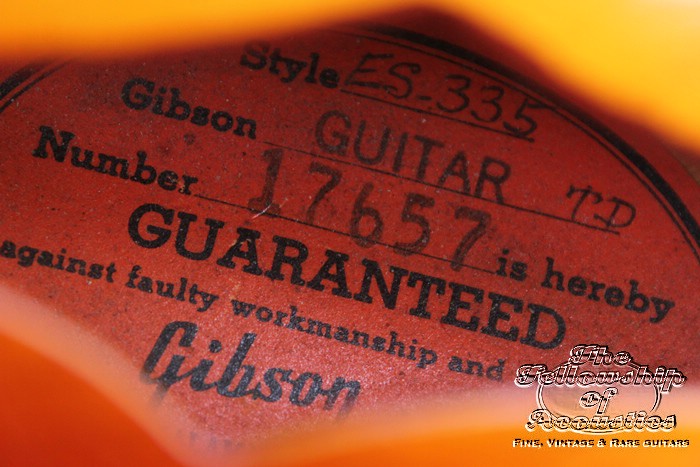 Style ES-335
Gibson GUITAR TD
Number 17657 is hereby
GUARANTEED
against faulty workmanship and
Gibson
The
Fellowship
of
Acoustics
FINE, VINTAGE & RARE GUITARS